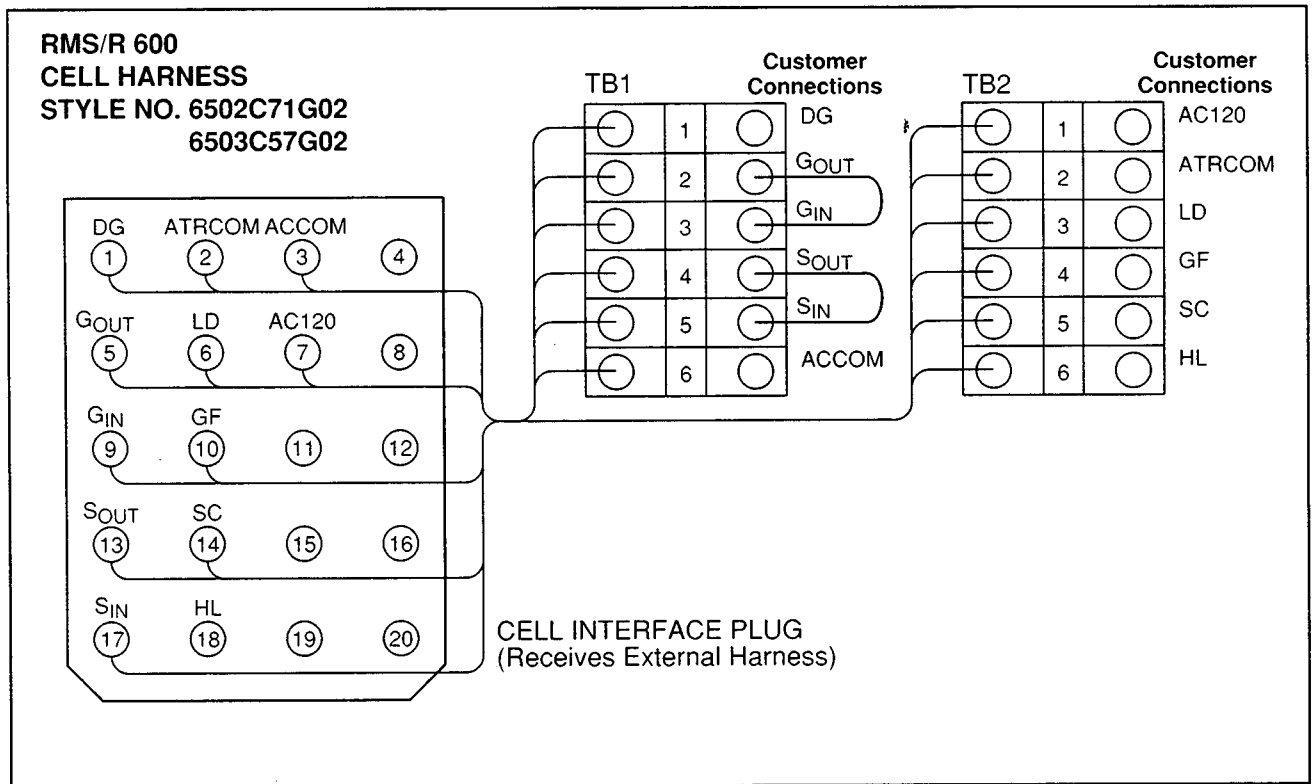 RMS/R 600
CELL HARNESS
STYLE NO. 6502C71G02
6503C57G02
TB1
Customer
Connections
1 DG
2 GOUT
3 GIN
4 SOUT
5 SIN
6 ACCOM
TB2
Customer
Connections
1 AC120
2 ATRCOM
3 LD
4 GF
5 SC
6 HL
DG ATRCOM ACCOM
1 2 3 4
GOUT LD AC120
5 6 7 8
GIN GF
9 10 11 12
SOUT SC
13 14 15 16
SIN HL
17 18 19 20
CELL INTERFACE PLUG
(Receives External Harness)